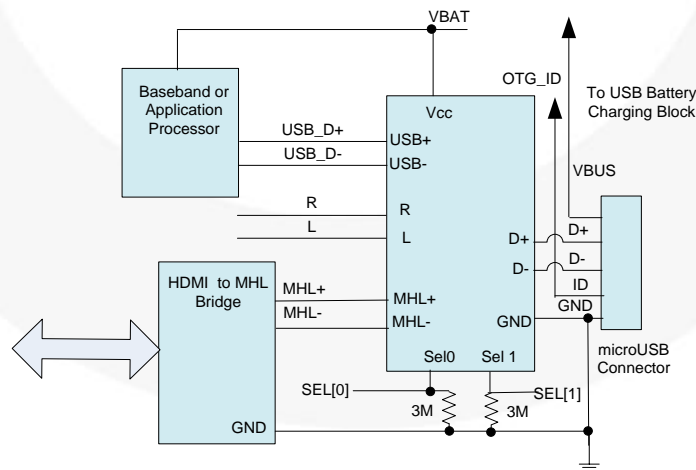 VBAT
OTG_ID
To USB Battery
Charging Block
Baseband or
Application
Processor
Vcc
USB_D+
USB+
USB_D-
USB-
VBUS
R
R
L
L
D+
D+
D-
D-
HDMI to MHL
Bridge
MHL+
MHL+
MHL-
MHL-
ID
GND
GND
microUSB
Connector
Sel0
Sel 1
SEL[0]
SEL[1]
3M
3M
GND